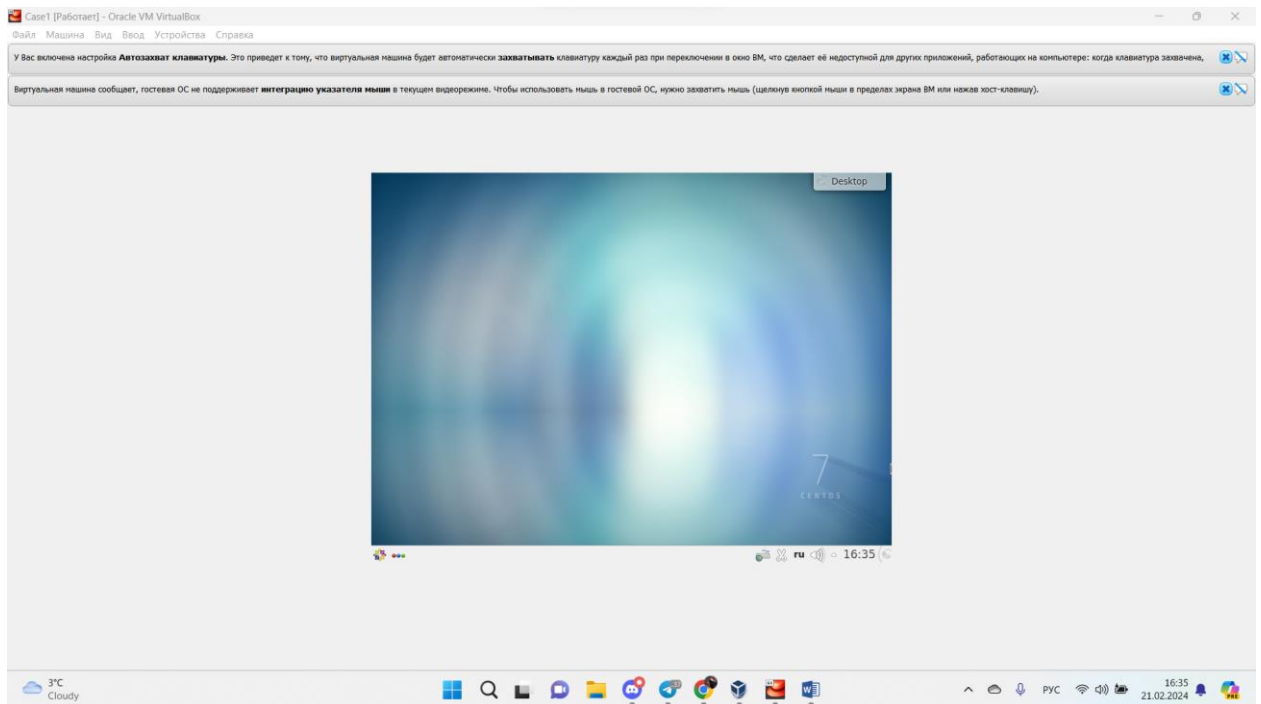 Case1 [Работает] - Oracle VM VirtualBox
Файл Машина Вид Ввод Устройства Справка
У Вас включена настройка Автозахват клавиатуры. Это приведет к тому, что виртуальная машина будет автоматически захватывать клавиатуру каждый раз при переключении в окно ВМ, что сделает её недоступной для других приложений, работающих на компьютере: когда клавиатура захвачена,
Виртуальная машина сообщает, гостевая ОС не поддерживает интеграцию указателя мыши в текущем видеорежиме. Чтобы использовать мышь в гостевой ОС, нужно захватить мышь (щелкнув кнопкой мыши в пределах экрана ВМ или нажав хост-клавишу).
Desktop
7
CENTOS
ru 16:35
3°C
Cloudy
РУС
16:35
21.02.2024
PRE